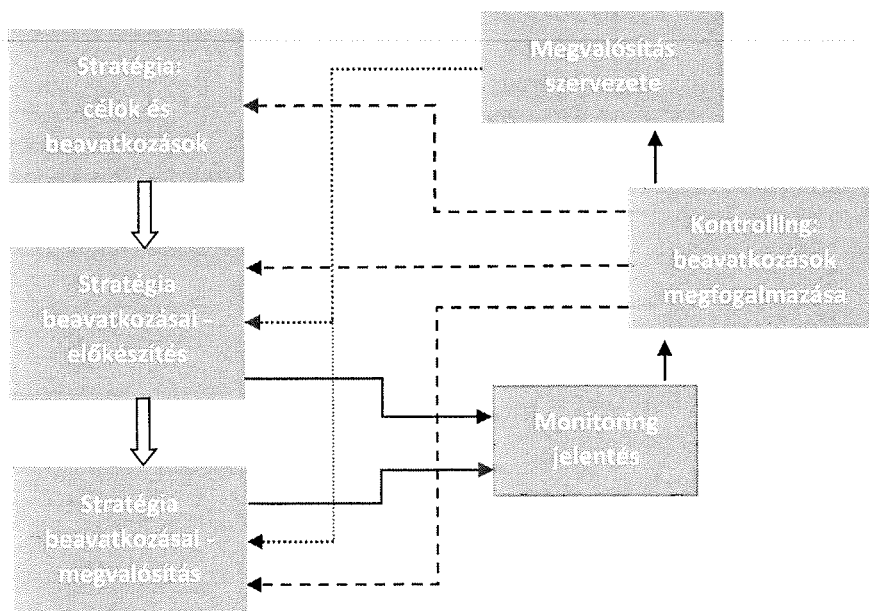 Stratégia:
célok és
beavatkozások
Megvalósítás
szervezete
Kontrolling:
beavatkozások
megfogalmazása
Stratégia
beavatkozásai –
előkészítés
Monitoring
jelentés
Stratégia
beavatkozásai -
megvalósítás